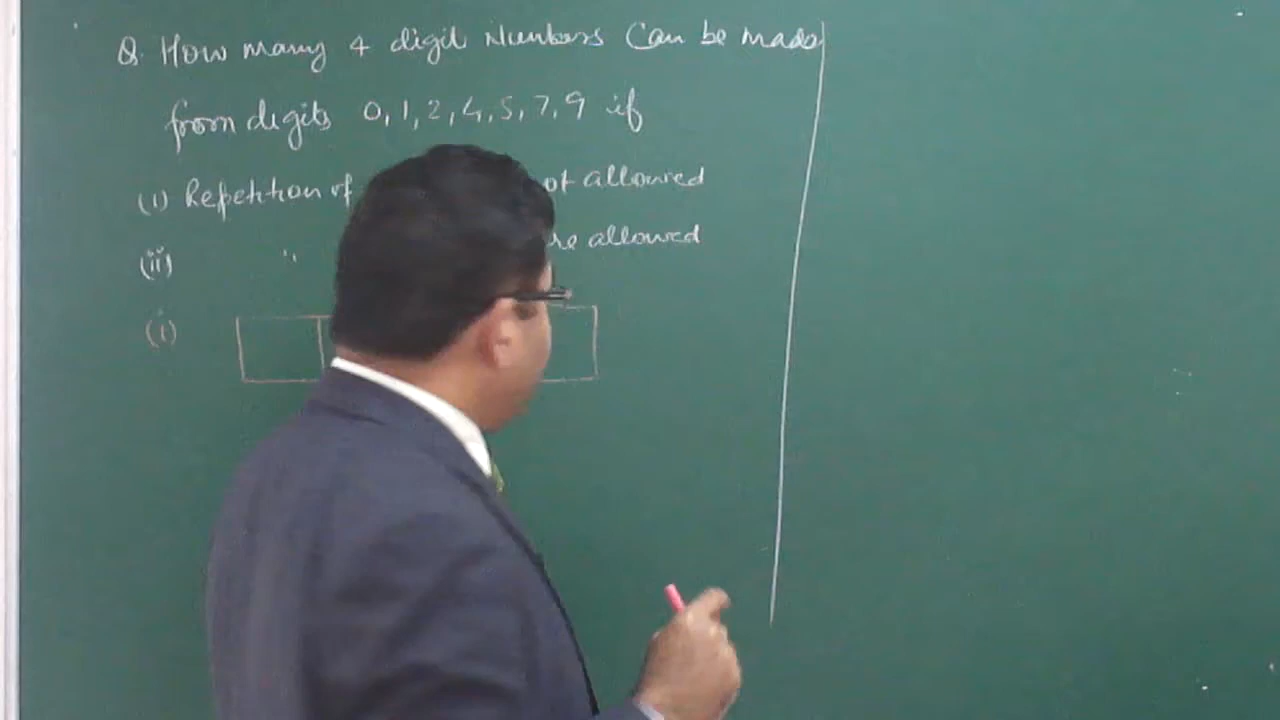 Q. How many 4 digit Numbers Can be made
from digits 0, 1, 2, 4, 5, 7, 9 if
(i) Repetition of ot allowed
(ii) " re allowed
(i)